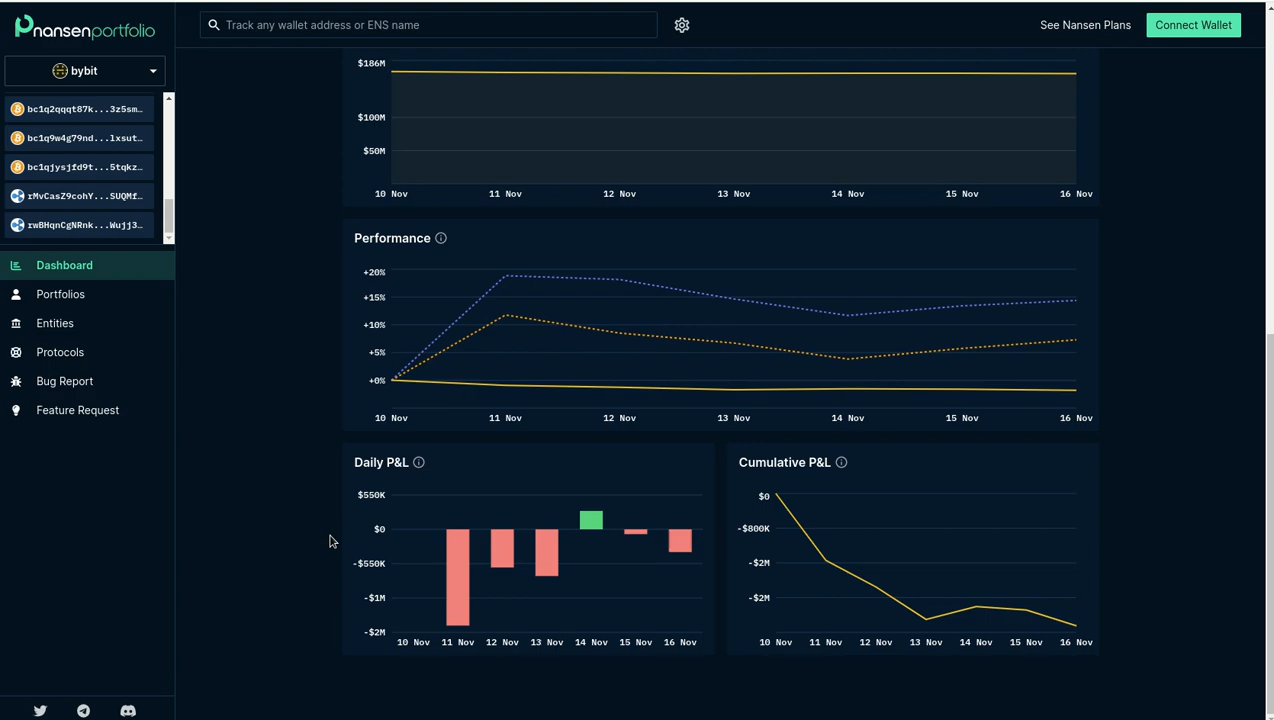 nansenportfolio
Track any wallet address or ENS name
See Nansen Plans
Connect Wallet
bybit
bc1q2qqqt87k...3z5sm…
bc1q9w4g79nd...lxsut…
bc1qjysjfd9t...5tqkz…
rMvCasZ9cohY...SUQMf…
rwBHqnCgNRnk...Wujj3…
Dashboard
Portfolios
Entities
Protocols
Bug Report
Feature Request
$186M
$100M
$50M
10 Nov 11 Nov 12 Nov 13 Nov 14 Nov 15 Nov 16 Nov
Performance
+20%
+15%
+10%
+5%
+0%
10 Nov 11 Nov 12 Nov 13 Nov 14 Nov 15 Nov 16 Nov
Daily P&L
$550K
$0
-$550K
-$1M
-$2M
10 Nov 11 Nov 12 Nov 13 Nov 14 Nov 15 Nov 16 Nov
Cumulative P&L
$0
-$800K
-$2M
-$2M
10 Nov 11 Nov 12 Nov 13 Nov 14 Nov 15 Nov 16 Nov